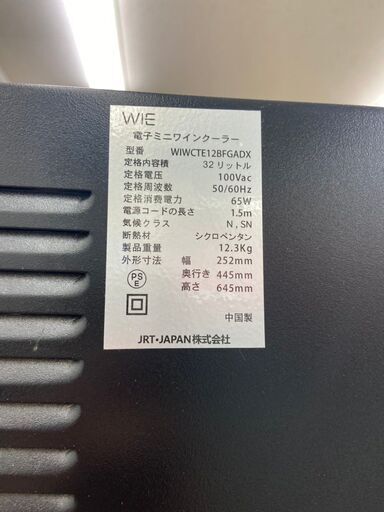 WIE
電子ミニワインクーラー
型番 WIWCTE12BFGADX
定格内容積 32リットル
定格電圧 100Vac
定格周波数 50/60Hz
定格消費電力 65W
電源コードの長さ 1.5m
気候クラス N , SN
断熱材 シクロペンタン
製品重量 12.3Kg
外形寸法 幅 252mm
奥行き 445mm
高さ 645mm
PS
E
中国製
JRT・JAPAN株式会社